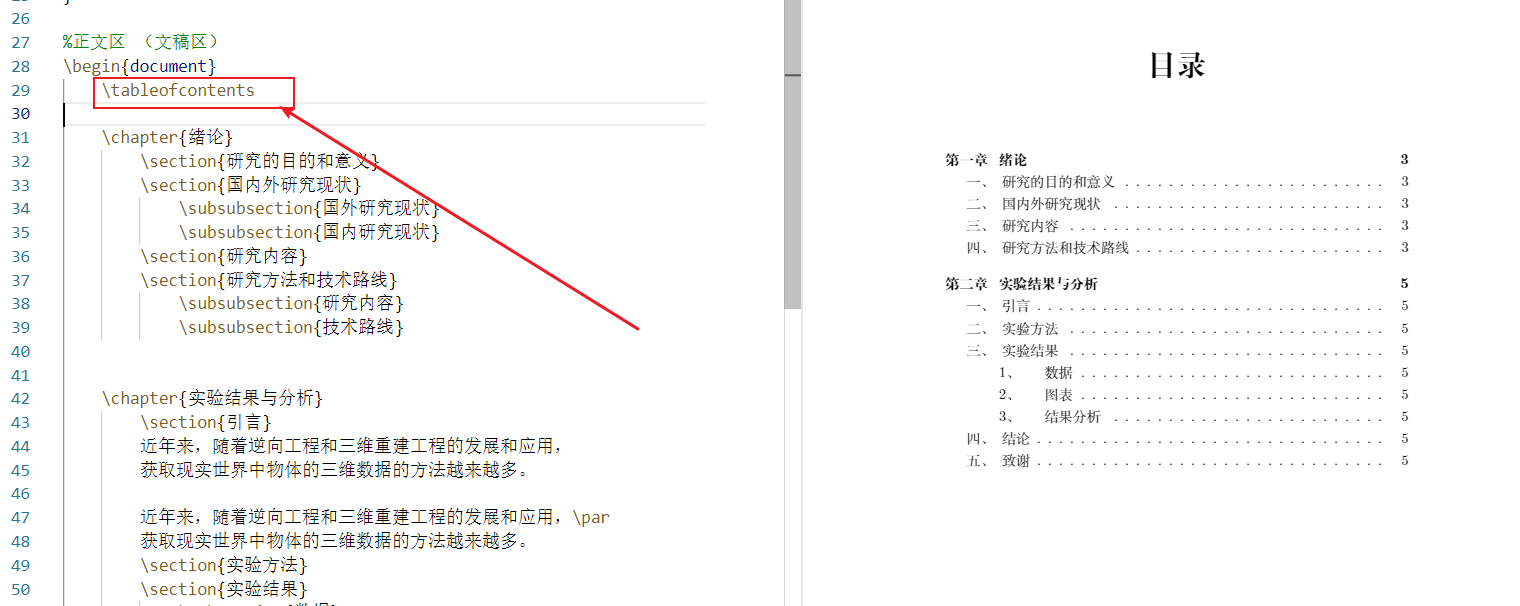 26
27 %正文区 （文稿区）
28 \begin{document}
29 \tableofcontents
30
31 \chapter{绪论}
32 \section{研究的目的和意义}
33 \section{国内外研究现状}
34 \subsubsection{国外研究现状}
35 \subsubsection{国内研究现状}
36 \section{研究内容}
37 \section{研究方法和技术路线}
38 \subsubsection{研究内容}
39 \subsubsection{技术路线}
40
41
42 \chapter{实验结果与分析}
43 \section{引言}
44 近年来，随着逆向工程和三维重建工程的发展和应用，
45 获取现实世界中物体的三维数据的方法越来越多。
46
47 近年来，随着逆向工程和三维重建工程的发展和应用，\par
48 获取现实世界中物体的三维数据的方法越来越多。
49 \section{实验方法}
50 \section{实验结果}
目录
第一章 绪论 3
一、 研究的目的和意义 . . . . . . . . . . . . . . . . . . . . . . . . 3
二、 国内外研究现状 . . . . . . . . . . . . . . . . . . . . . . . . . 3
三、 研究内容 . . . . . . . . . . . . . . . . . . . . . . . . . . . . . 3
四、 研究方法和技术路线 . . . . . . . . . . . . . . . . . . . . . . . 3
第二章 实验结果与分析 5
一、 引言 . . . . . . . . . . . . . . . . . . . . . . . . . . . . . . . 5
二、 实验方法 . . . . . . . . . . . . . . . . . . . . . . . . . . . . . 5
三、 实验结果 . . . . . . . . . . . . . . . . . . . . . . . . . . . . . 5
1、 数据 . . . . . . . . . . . . . . . . . . . . . . . . . . . . 5
2、 图表 . . . . . . . . . . . . . . . . . . . . . . . . . . . . 5
3、 结果分析 . . . . . . . . . . . . . . . . . . . . . . . . . 5
四、 结论 . . . . . . . . . . . . . . . . . . . . . . . . . . . . . . . 5
五、 致谢 . . . . . . . . . . . . . . . . . . . . . . . . . . . . . . . 5